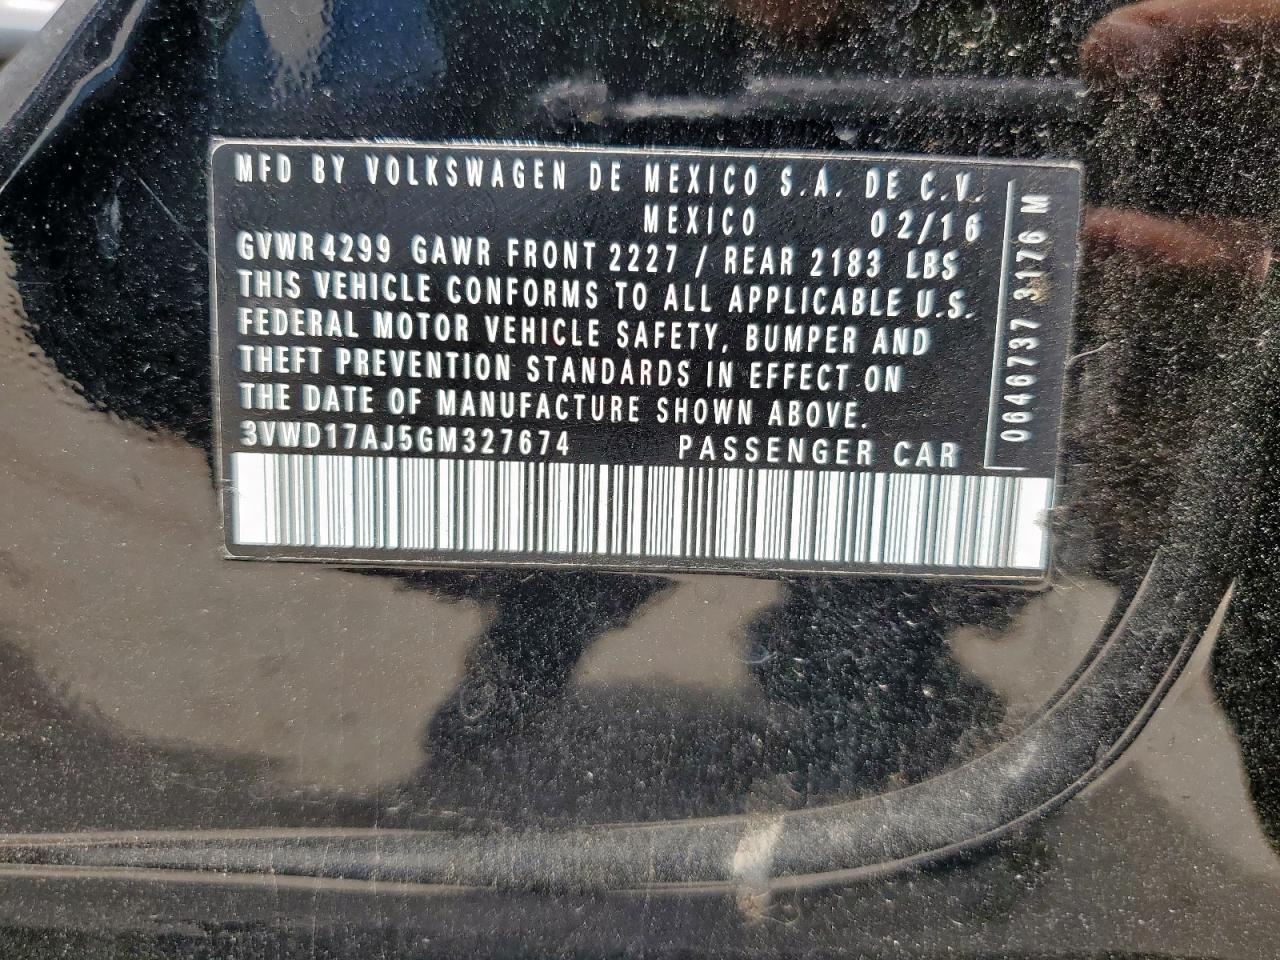 MFD BY VOLKSWAGEN DE MEXICO S.A. DE C.V.
MEXICO 02/16
GVWR 4299 GAWR FRONT 2227 / REAR 2183 LBS
THIS VEHICLE CONFORMS TO ALL APPLICABLE U.S.
FEDERAL MOTOR VEHICLE SAFETY, BUMPER AND
THEFT PREVENTION STANDARDS IN EFFECT ON
THE DATE OF MANUFACTURE SHOWN ABOVE.
3VWD17AJ5GM327674 PASSENGER CAR
0646737 3176 M